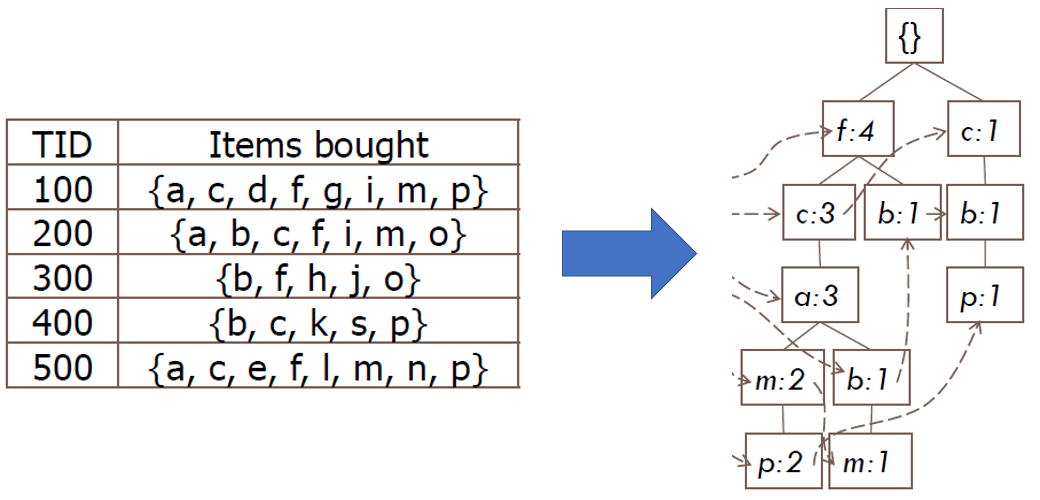 TID Items bought
100 {a, c, d, f, g, i, m, p}
200 {a, b, c, f, i, m, o}
300 {b, f, h, j, o}
400 {b, c, k, s, p}
500 {a, c, e, f, l, m, n, p}
{}
f:4 c:1
c:3 b:1 b:1
a:3 p:1
m:2 b:1
p:2 m:1